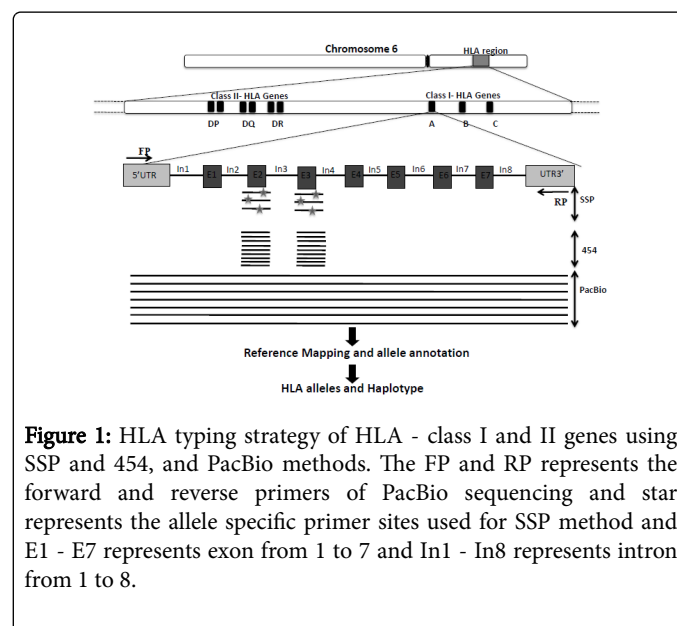 Chromosome 6
HLA region
Class II- HLA Genes
Class I- HLA Genes
DP
DQ
DR
A
B
C
FP
5'UTR
In1
E1
In2
E2
In3
E3
In4
E4
In5
E5
In6
E6
In7
E7
In8
UTR3'
RP
SSP
454
PacBio
Reference Mapping and allele annotation
HLA alleles and Haplotype
Figure 1: HLA typing strategy of HLA - class I and II genes using
SSP and 454, and PacBio methods. The FP and RP represents the
forward and reverse primers of PacBio sequencing and star
represents the allele specific primer sites used for SSP method and
E1 - E7 represents exon from 1 to 7 and In1 - In8 represents intron
from 1 to 8.